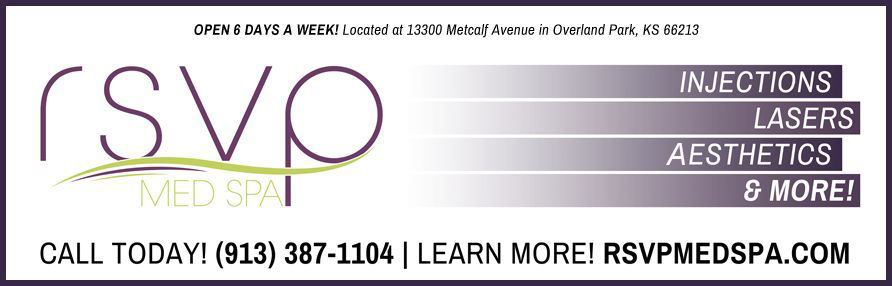 OPEN 6 DAYS A WEEK! Located at 13300 Metcalf Avenue in Overland Park, KS 66213
rsvp
MED SPA
INJECTIONS
LASERS
AESTHETICS
& MORE!
CALL TODAY! (913) 387-1104 | LEARN MORE! RSVPMEDSPA.COM